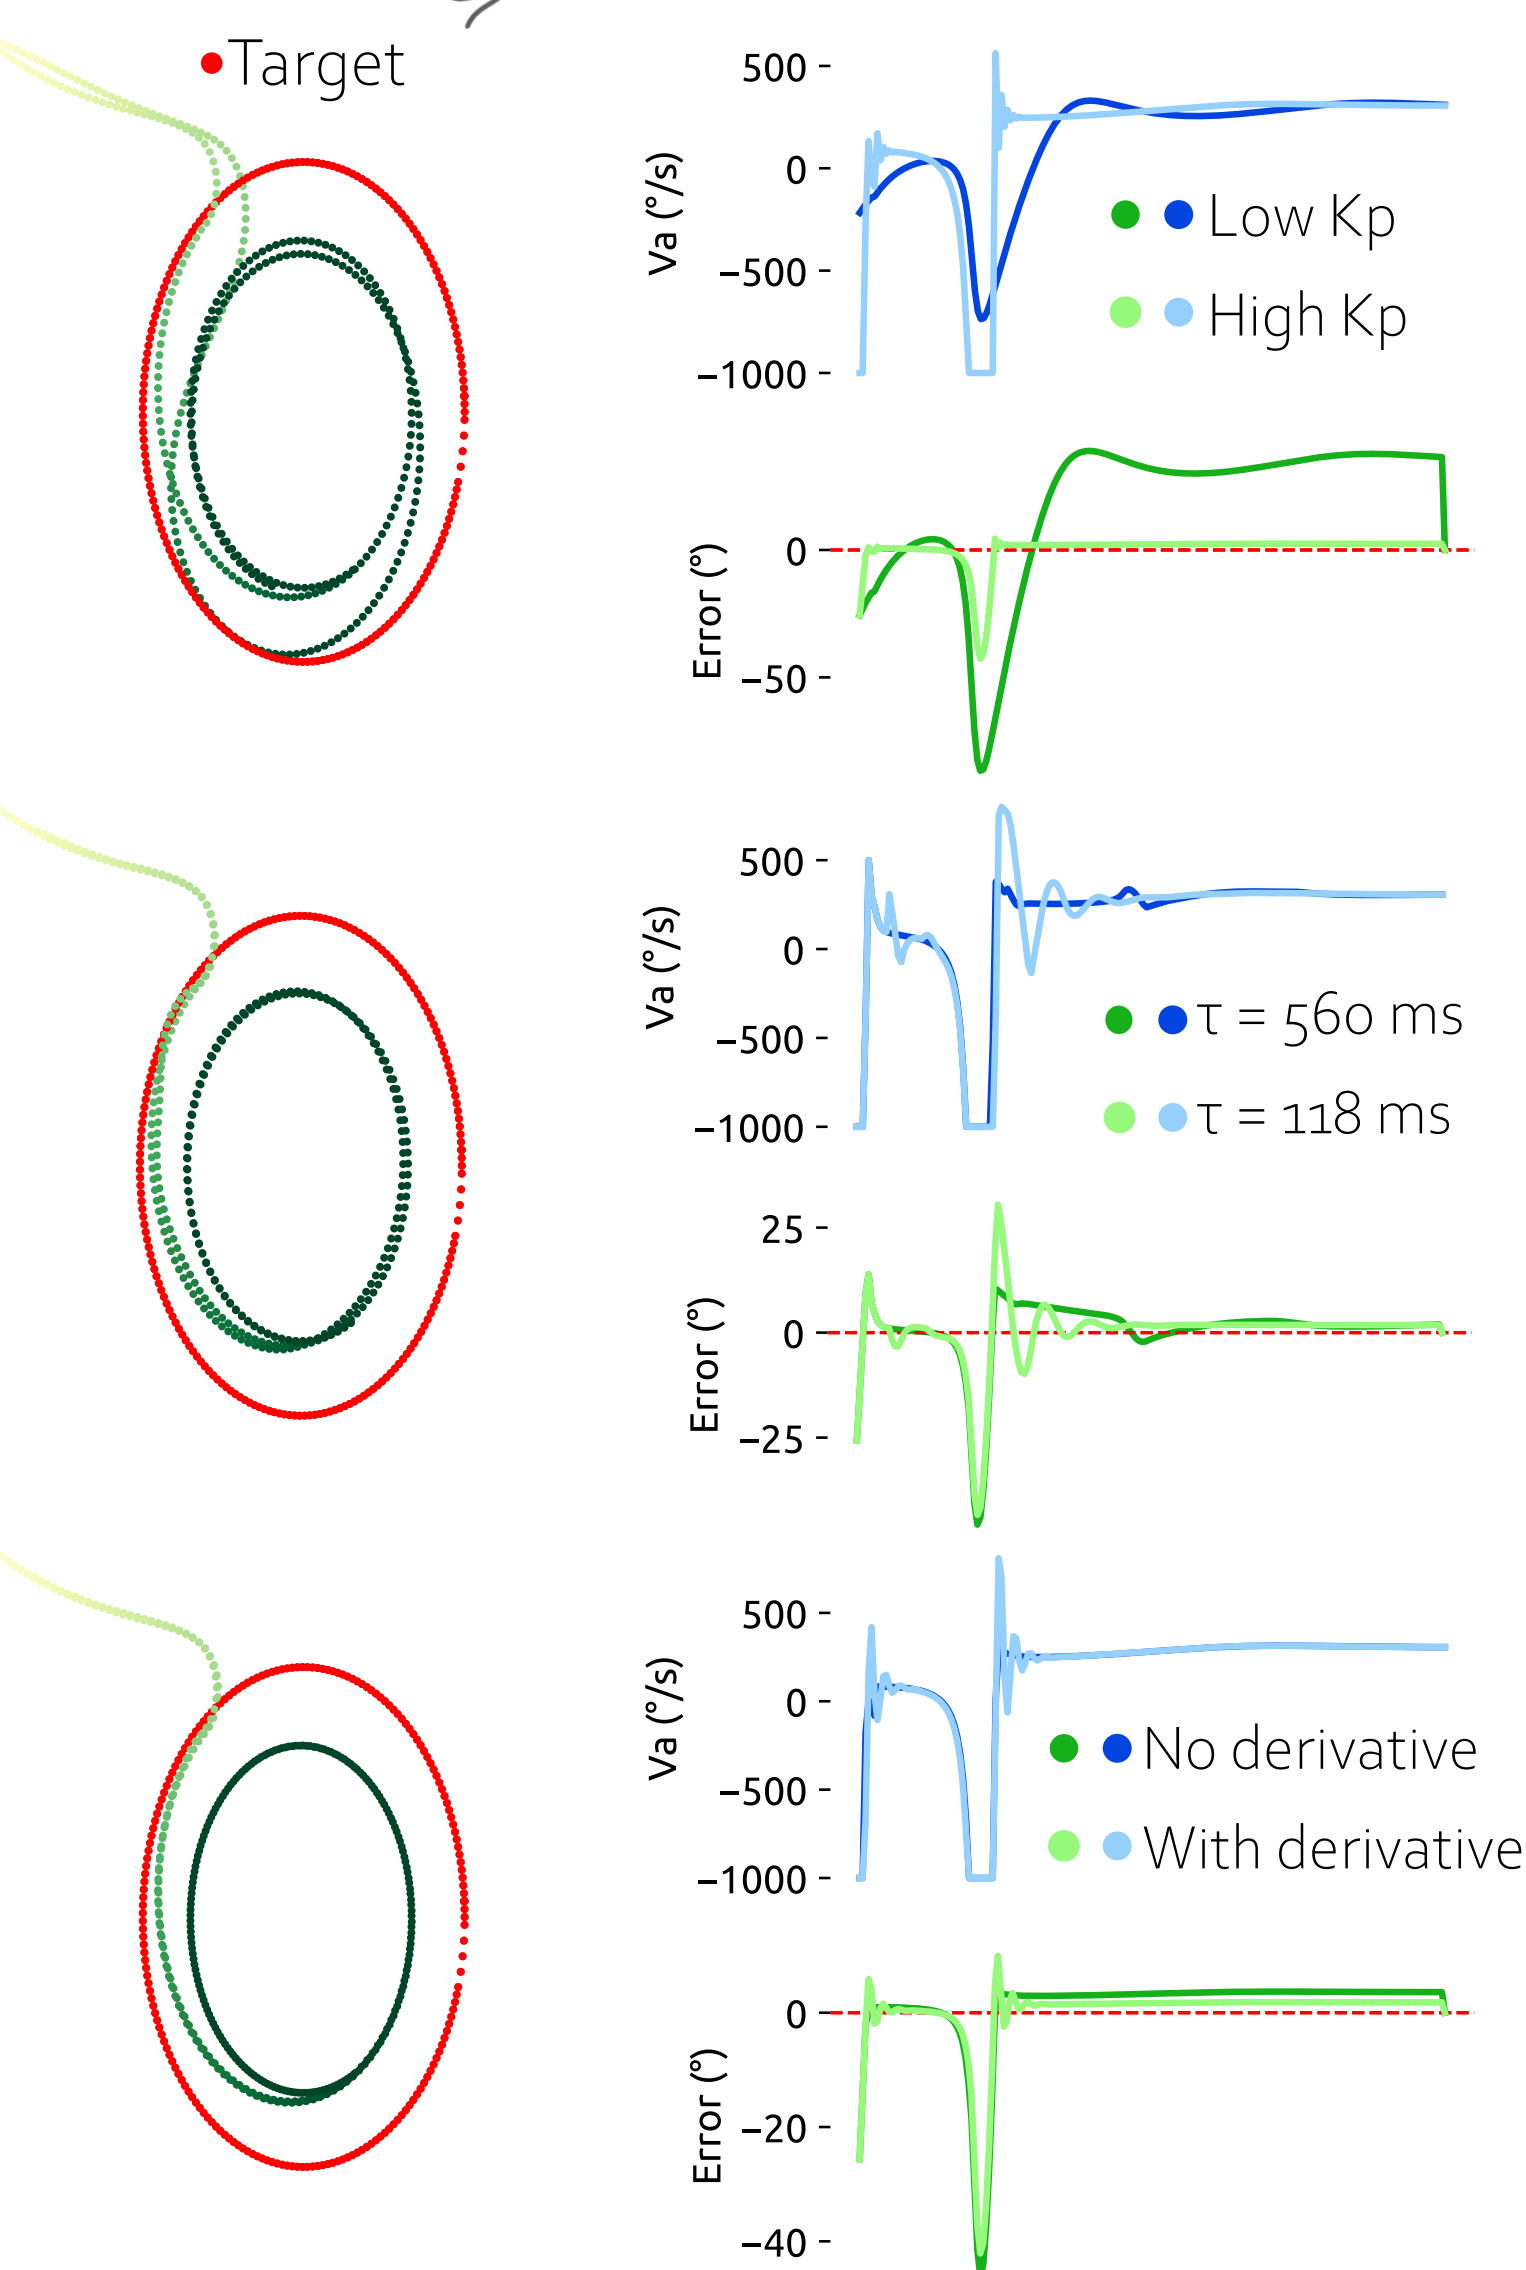 Target
500
0
−500
−1000
Va (°/s)
Low Kp
High Kp
0
−50
Error (°)
500
0
−500
−1000
Va (°/s)
τ = 560 ms
τ = 118 ms
25
0
−25
Error (°)
500
0
−500
−1000
Va (°/s)
No derivative
With derivative
0
−20
−40
Error (°)